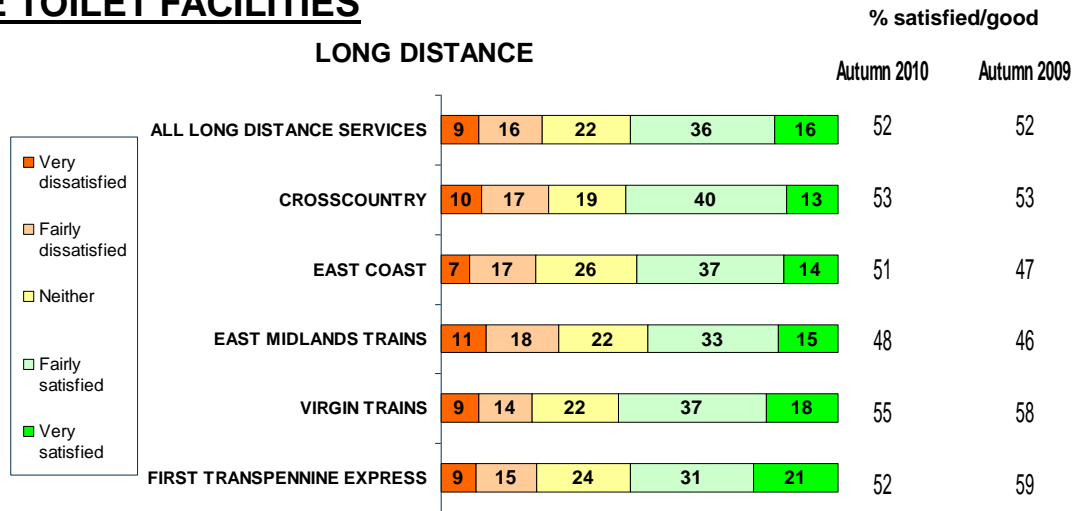 E TOILET FACILITIES
% satisfied/good
LONG DISTANCE
Autumn 2010 Autumn 2009
ALL LONG DISTANCE SERVICES 9 16 22 36 16 52 52
Very
dissatisfied
CROSSCOUNTRY 10 17 19 40 13 53 53
Fairly
dissatisfied
EAST COAST 7 17 26 37 14 51 47
Neither
EAST MIDLANDS TRAINS 11 18 22 33 15 48 46
Fairly
satisfied
VIRGIN TRAINS 9 14 22 37 18 55 58
Very
satisfied
FIRST TRANSPENNINE EXPRESS 9 15 24 31 21 52 59